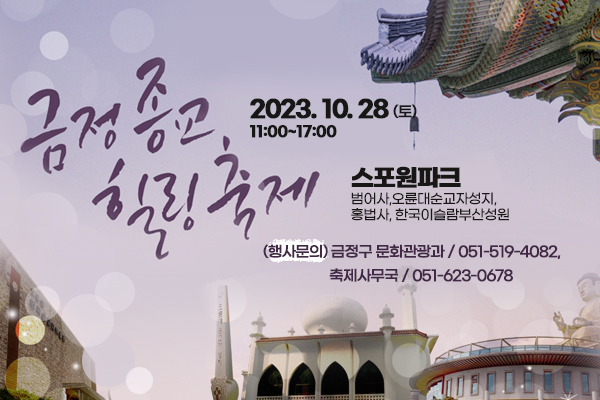 금정 종교
힐링 축제
2023. 10. 28 (토)
11:00~17:00
스포원파크
범어사,오륜대순교자성지,
홍법사, 한국이슬람부산성원
(행사문의) 금정구 문화관광과 / 051-519-4082,
축제사무국 / 051-623-0678